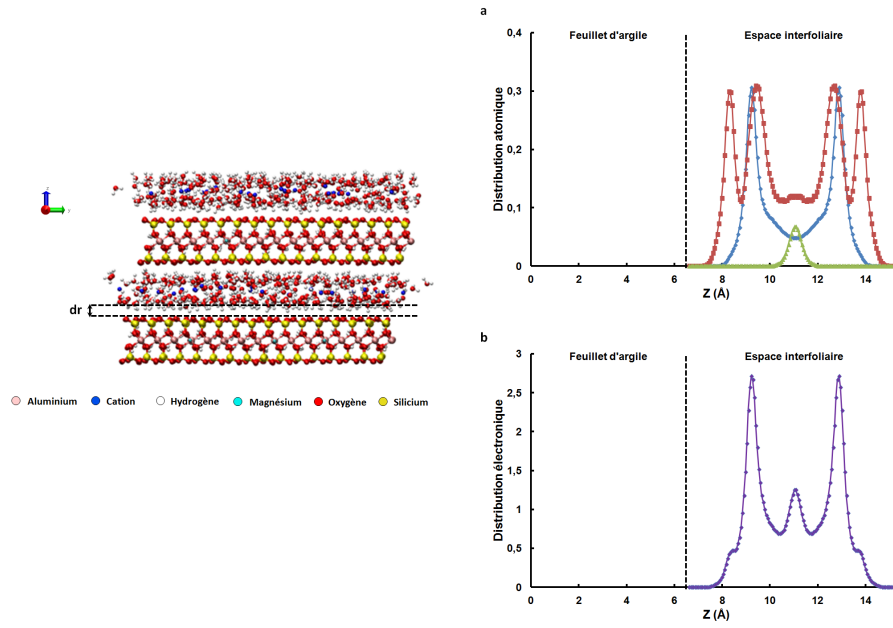 dr
Aluminium
Cation
Hydrogène
Magnésium
Oxygène
Silicium
a
Feuillet d'argile
Espace interfoliaire
Distribution atomique
0,4
0,3
0,2
0,1
0
0 2 4 6 8 10 12 14
Z (Å)
b
Feuillet d'argile
Espace interfoliaire
Distribution électronique
3
2,5
2
1,5
1
0,5
0
0 2 4 6 8 10 12 14
Z (Å)